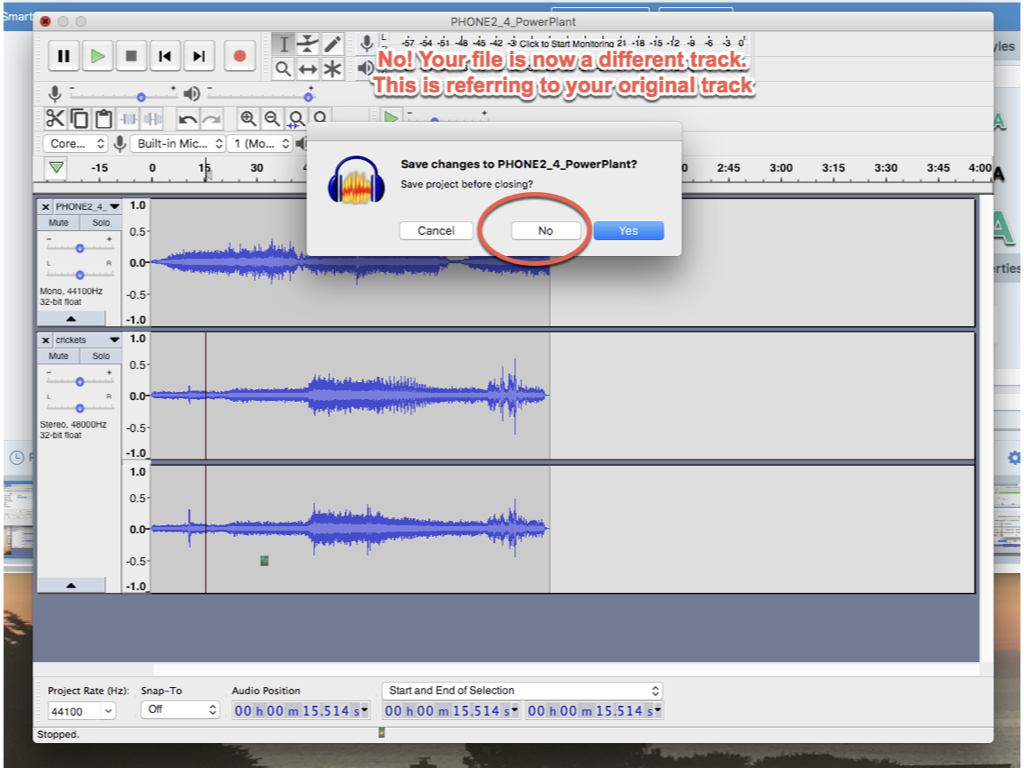 Smart
PHONE2_4_PowerPlant
L
-57 -54 -51 -48 -45 -42 -3 Click to Start Monitoring 21 -18 -15 -12 -9 -6 -3 0
No! Your file is now a different track.
This is referring to your original track
yles
A
A
A
Core...
Built-in Mic...
1 (Mo...
-15 0 15 30 4 0 2:45 3:00 3:15 3:30 3:45 4:00
Save changes to PHONE2_4_PowerPlant?
Save project before closing?
Cancel
No
Yes
× PHONE2_4_
Mute Solo
- +
L R
Mono, 44100Hz
32-bit float
1.0
0.5-
0.0-
-0.5-
-1.0
erties
× crickets
Mute Solo
- +
L R
Stereo, 48000Hz
32-bit float
1.0
0.5-
0.0-
-0.5-
-1.0
1.0
0.5-
0.0-
-0.5-
-1.0
Project Rate (Hz):
Snap-To
Audio Position
Start and End of Selection
44100
Off
00 h 00 m 15.514 s
00 h 00 m 15.514 s
00 h 00 m 15.514 s
Stopped.